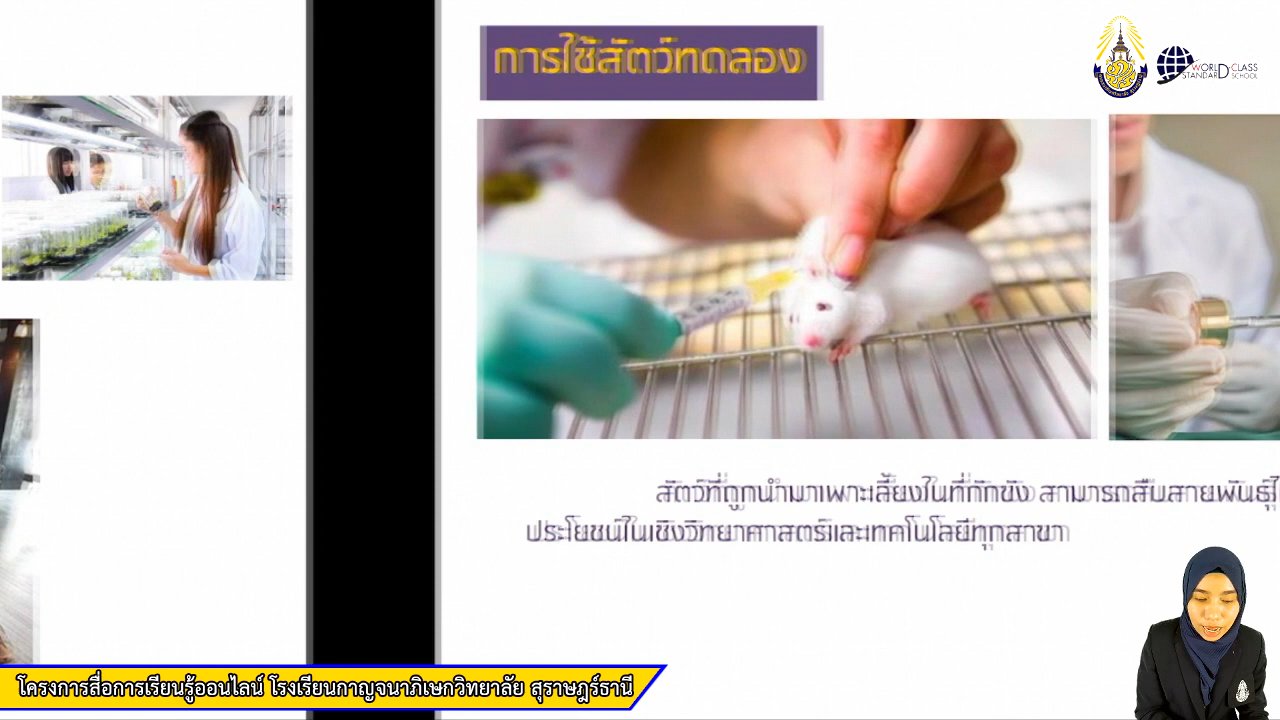 การใช้สัตว์ทดลอง
WORLD CLASS
STANDARD SCHOOL
สัตว์ที่ถูกนำมาเพาะเลี้ยงในที่กักขัง สามารถสืบสายพันธุ์
ประโยชน์ในเชิงวิทยาศาสตร์และเทคโนโลยีทุกสาขา
โครงการสื่อการเรียนรู้ออนไลน์ โรงเรียนกาญจนาภิเษกวิทยาลัย สุราษฎร์ธานี